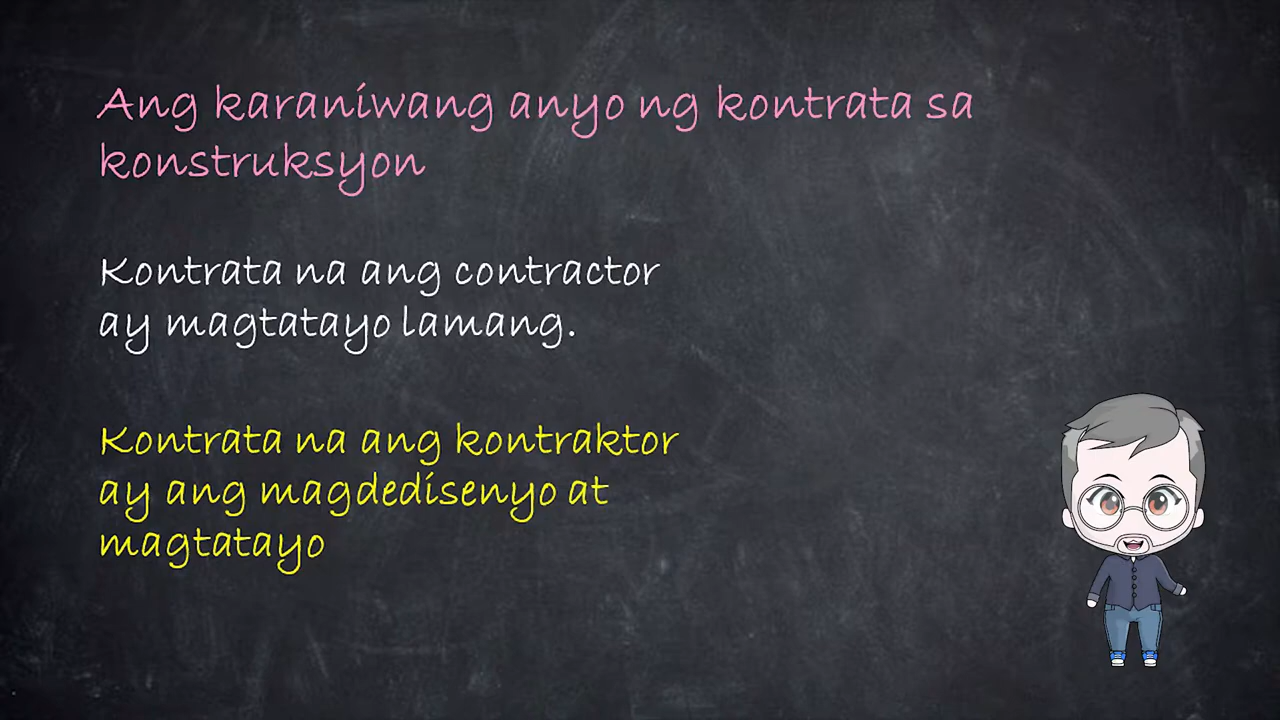 Ang karaniwang anyo ng kontrata sa
konstruksyon
Kontrata na ang contractor
ay magtatayo lamang.
Kontrata na ang kontraktor
ay ang magdedisenyo at
magtatayo